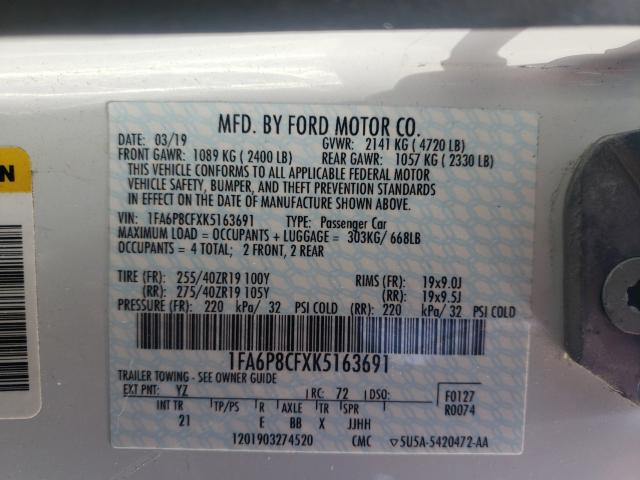 MFD. BY FORD MOTOR CO.
DATE: 03/19 GVWR: 2141 KG ( 4720 LB)
FRONT GAWR: 1089 KG ( 2400 LB) REAR GAWR: 1057 KG ( 2330 LB)
THIS VEHICLE CONFORMS TO ALL APPLICABLE FEDERAL MOTOR
VEHICLE SAFETY, BUMPER, AND THEFT PREVENTION STANDARDS
IN EFFECT ON THE DATE OF MANUFACTURE SHOWN ABOVE.
VIN: 1FA6P8CFXK5163691 TYPE: Passenger Car
MAXIMUM LOAD = OCCUPANTS + LUGGAGE = 303KG/ 668LB
OCCUPANTS = 4 TOTAL; 2 FRONT, 2 REAR
TIRE (FR): 255/40ZR19 100Y RIMS (FR): 19x9.0J
(RR): 275/40ZR19 105Y (RR): 19x9.5J
PRESSURE (FR): 220 kPa/ 32 PSI COLD (RR): 220 kPa/ 32 PSI COLD
1FA6P8CFXK5163691
TRAILER TOWING - SEE OWNER GUIDE
EXT PNT: YZ RC: 72 DSO: F0127
INT TR TP/PS R AXLE TR SPR R0074
21 E BB X JJHH
1201903274520 CMC ▽5U5A-5420472-AA